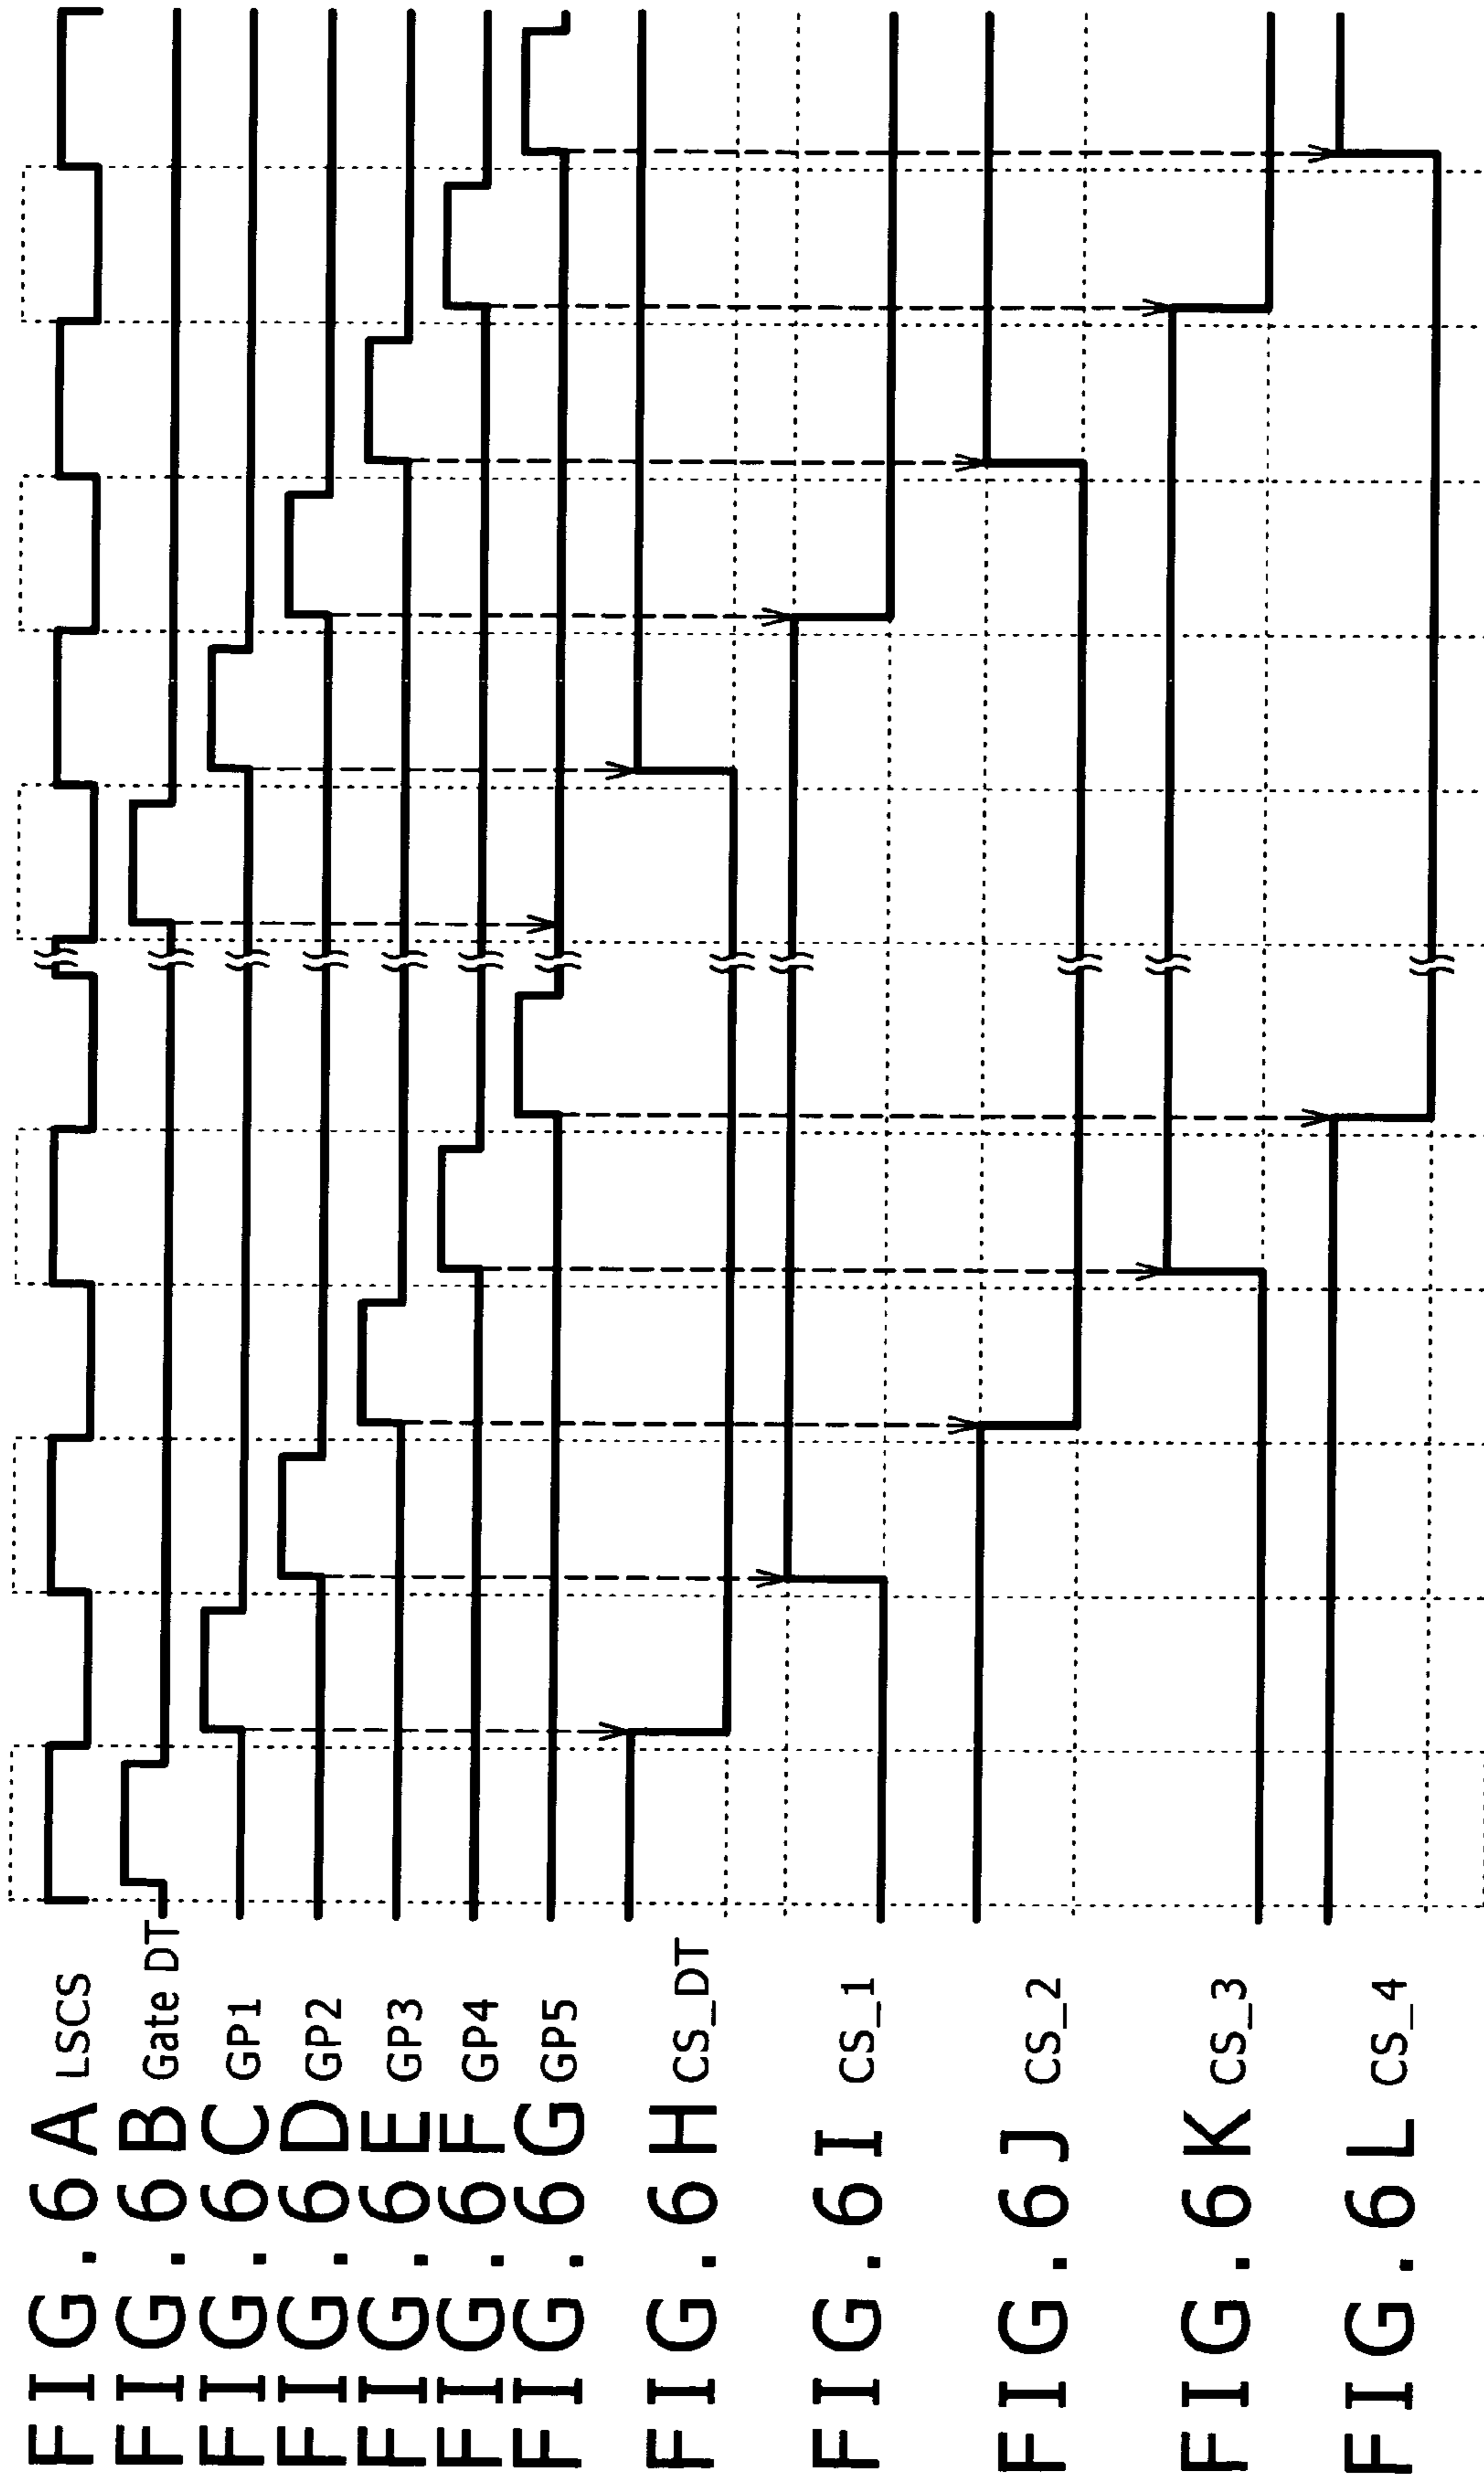 FIG.6A LSCS
FIG.6B Gate DT
FIG.6C GP1
FIG.6D GP2
FIG.6E GP3
FIG.6F GP4
FIG.6G GP5
FIG.6H CS_DT
FIG.6I CS_1
FIG.6J CS_2
FIG.6K CS_3
FIG.6L CS_4